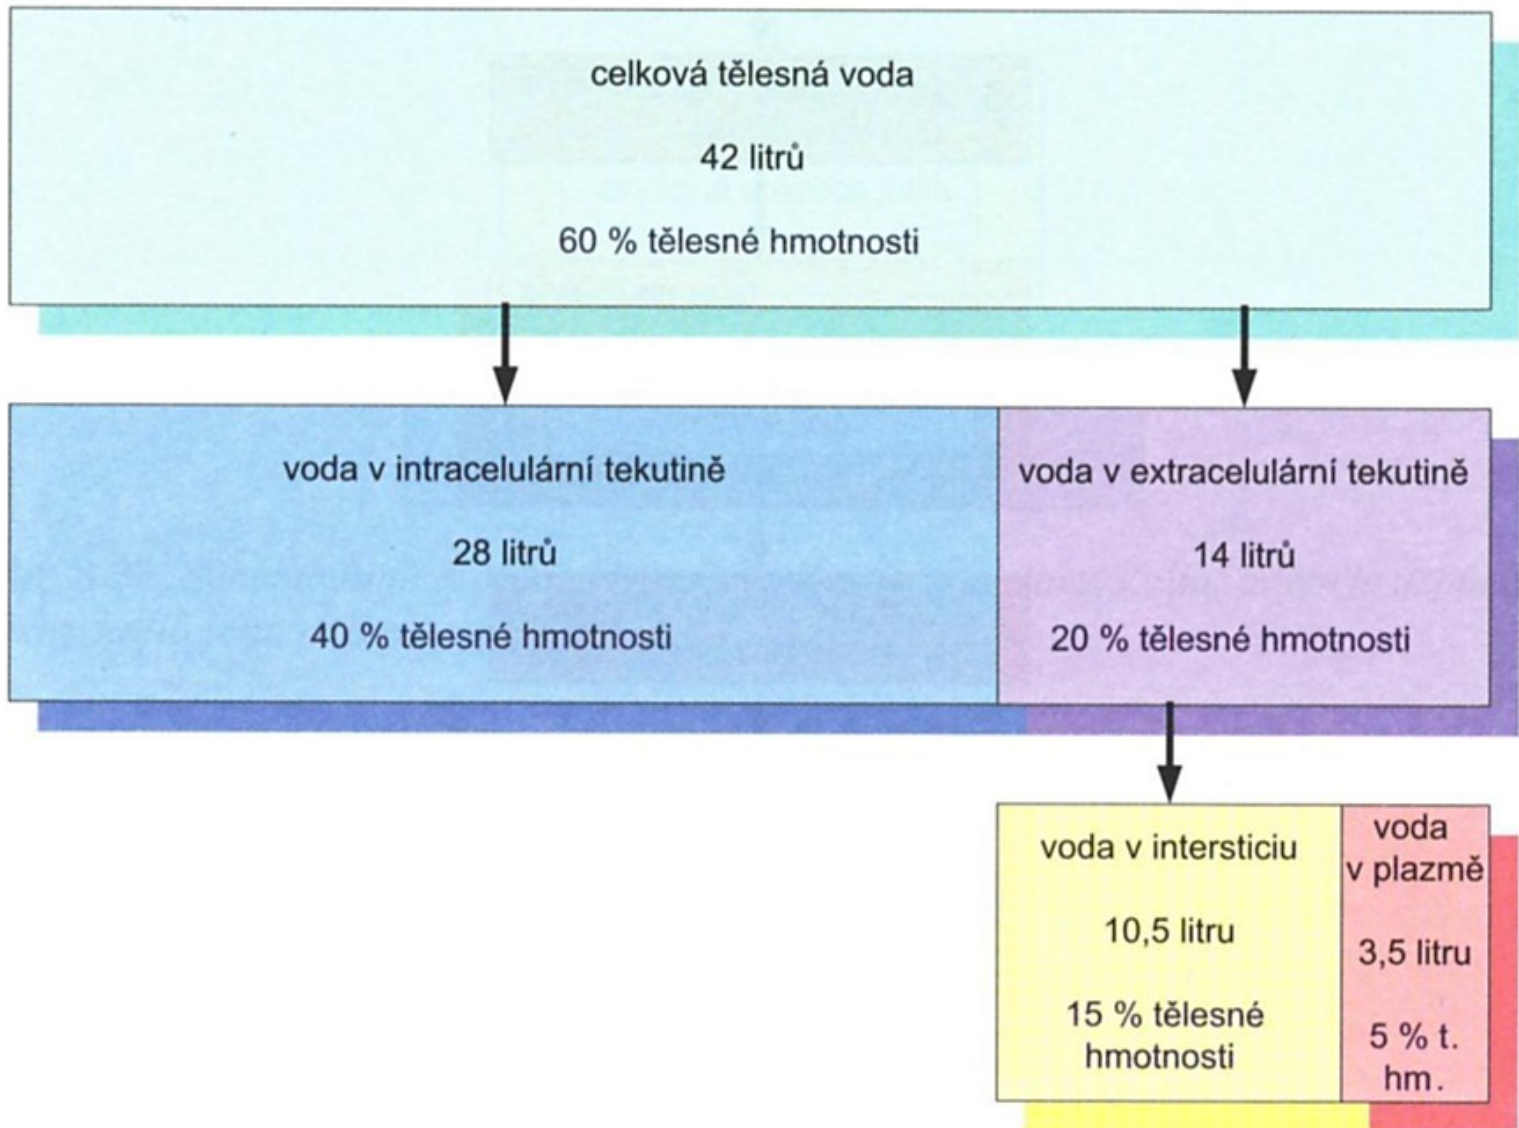 celková tělesná voda
42 litrů
60 % tělesné hmotnosti
voda v intracelulární tekutině
28 litrů
40 % tělesné hmotnosti
voda v extracelulární tekutině
14 litrů
20 % tělesné hmotnosti
voda v intersticiu
10,5 litru
15 % tělesné
hmotnosti
voda
v plazmě
3,5 litru
5 % t.
hm.